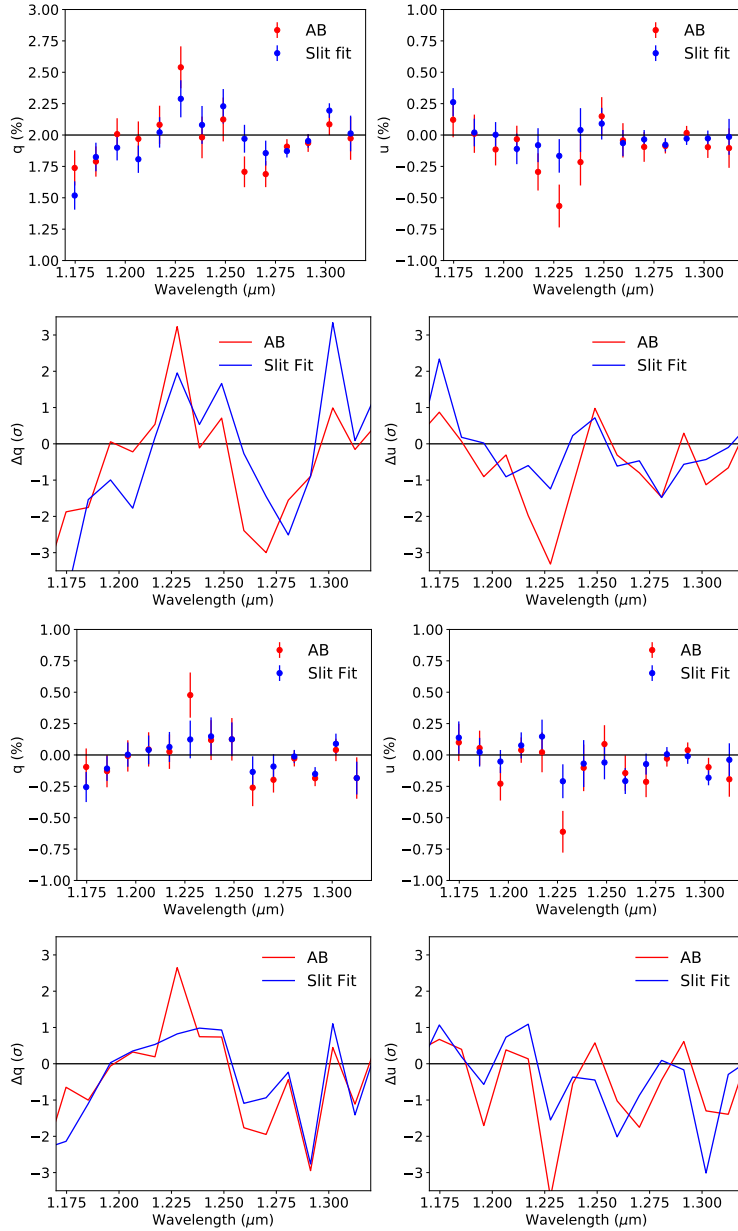 3.00
2.75
2.50
2.25
2.00
1.75
1.50
1.25
1.00
q (%)
AB
Slit fit
1.175 1.200 1.225 1.250 1.275 1.300
Wavelength (μm)
1.00
0.75
0.50
0.25
0.00
−0.25
−0.50
−0.75
−1.00
u (%)
AB
Slit fit
1.175 1.200 1.225 1.250 1.275 1.300
Wavelength (μm)
3
2
1
0
−1
−2
−3
Δq (σ)
AB
Slit Fit
1.175 1.200 1.225 1.250 1.275 1.300
Wavelength (μm)
3
2
1
0
−1
−2
−3
Δu (σ)
AB
Slit Fit
1.175 1.200 1.225 1.250 1.275 1.300
Wavelength (μm)
1.00
0.75
0.50
0.25
0.00
−0.25
−0.50
−0.75
−1.00
q (%)
AB
Slit Fit
1.175 1.200 1.225 1.250 1.275 1.300
Wavelength (μm)
1.00
0.75
0.50
0.25
0.00
−0.25
−0.50
−0.75
−1.00
u (%)
AB
Slit Fit
1.175 1.200 1.225 1.250 1.275 1.300
Wavelength (μm)
3
2
1
0
−1
−2
−3
Δq (σ)
AB
Slit Fit
1.175 1.200 1.225 1.250 1.275 1.300
Wavelength (μm)
3
2
1
0
−1
−2
−3
Δu (σ)
AB
Slit Fit
1.175 1.200 1.225 1.250 1.275 1.300
Wavelength (μm)